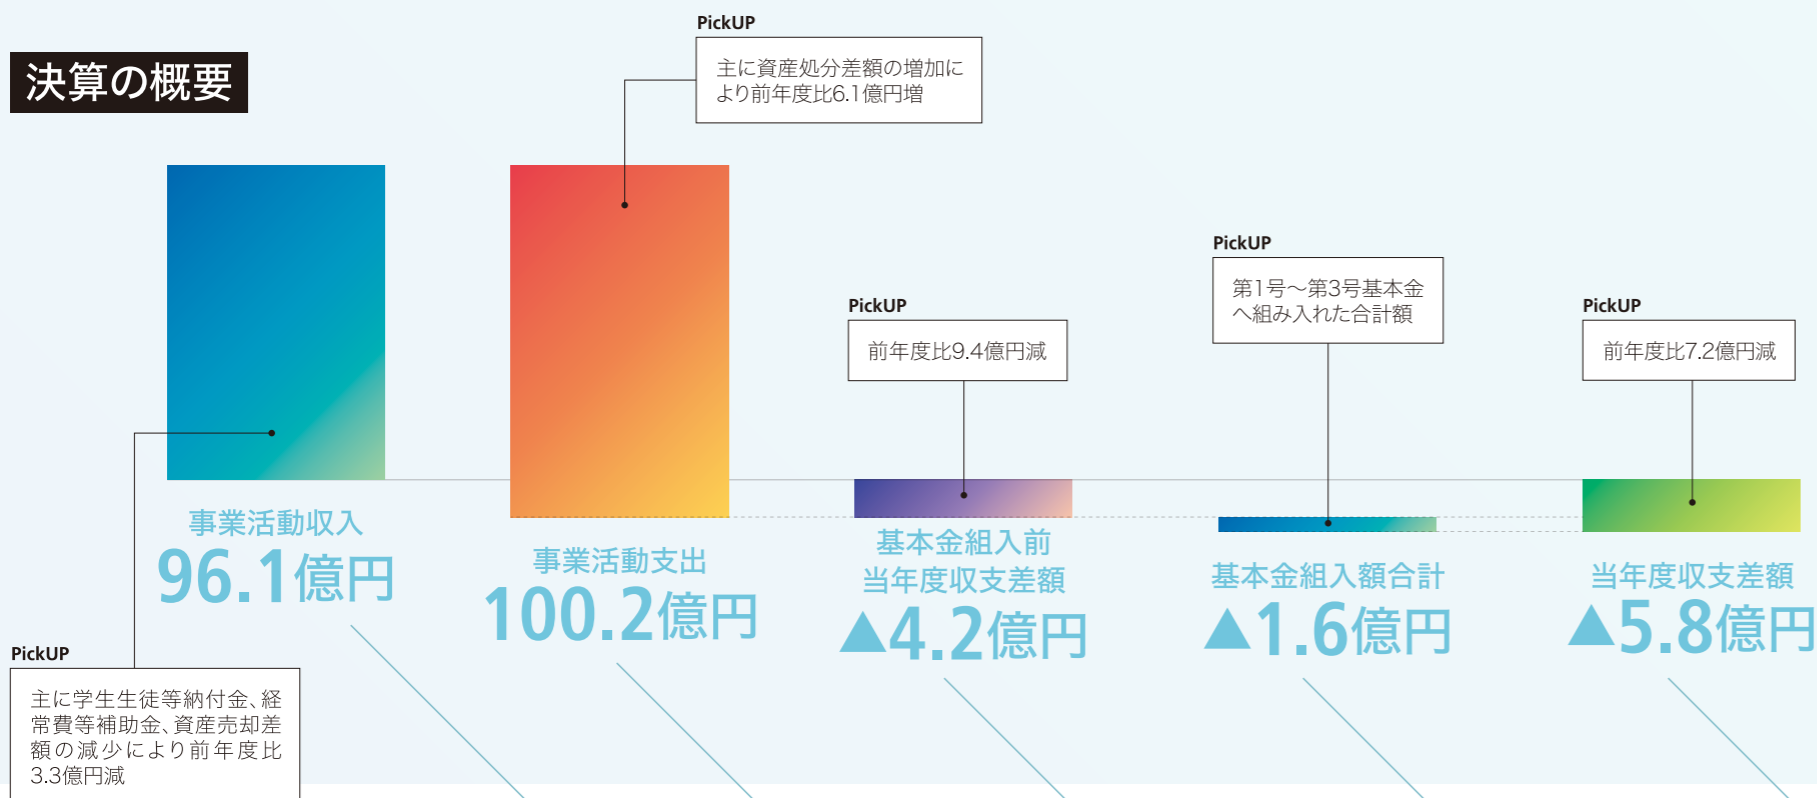 決算の概要
PickUP
主に資産処分差額の増加に
より前年度比6.1億円増
PickUP
前年度比9.4億円減
PickUP
第1号～第3号基本金
へ組み入れた合計額
PickUP
前年度比7.2億円減
事業活動収入
96.1億円
事業活動支出
100.2億円
基本金組入前
当年度収支差額
▲4.2億円
基本金組入額合計
▲1.6億円
当年度収支差額
▲5.8億円
PickUP
主に学生生徒等納付金、経
常費等補助金、資産売却差
額の減少により前年度比
3.3億円減